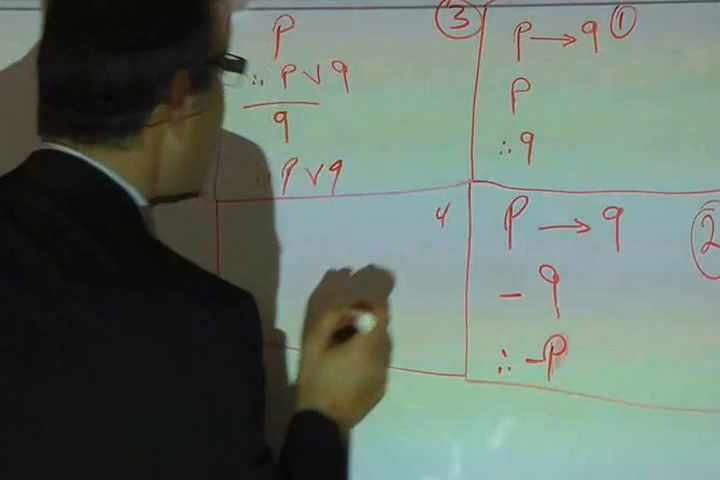 P → q ①
P
∴ q
P → q ②
- q
∴ -P
③
P
∴ P ∨ q
q
∴ P ∨ q
4